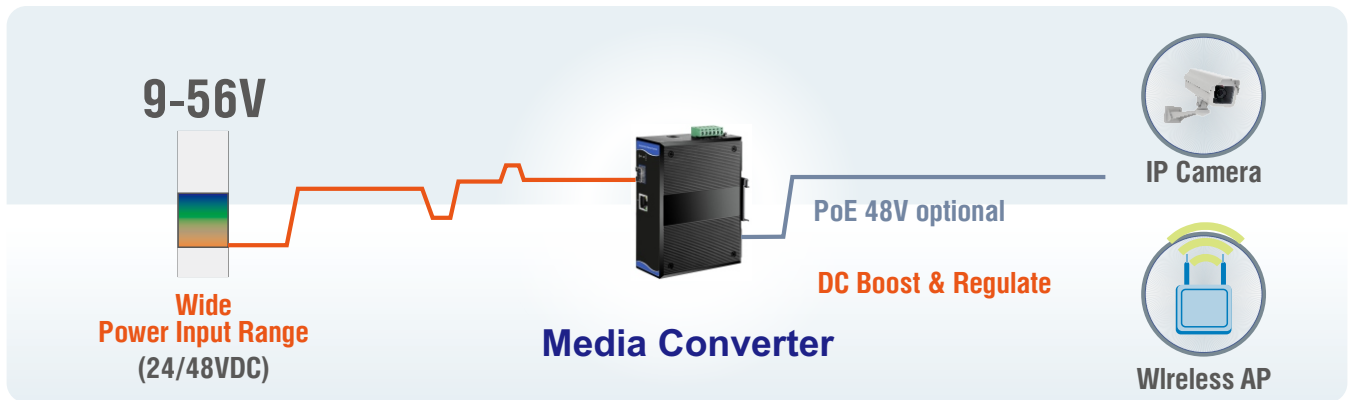 9-56V
Wide
Power Input Range
(24/48VDC)
Media Converter
PoE 48V optional
DC Boost & Regulate
IP Camera
WIreless AP